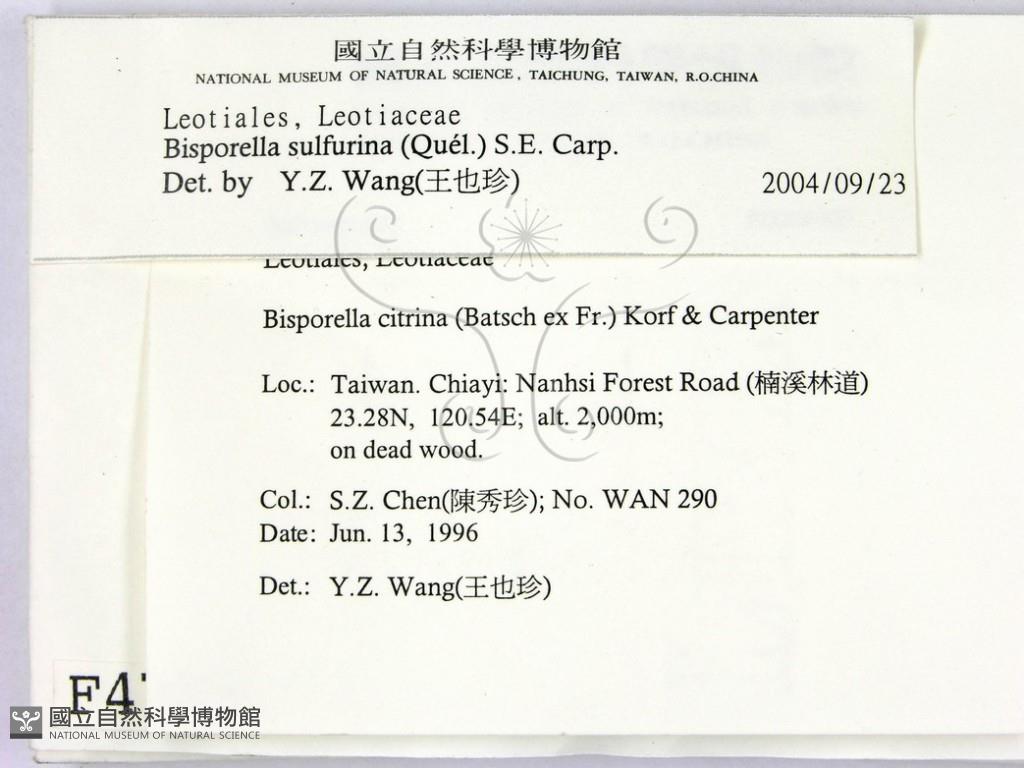 國立自然科學博物館
NATIONAL MUSEUM OF NATURAL SCIENCE, TAICHUNG, TAIWAN, R.O.CHINA
Leotiales, Leotiaceae
Bisporella sulfurina (Quél.) S.E. Carp.
Det. by Y.Z. Wang(王也珍) 2004/09/23
Leotiales, Leotiaceae
Bisporella citrina (Batsch ex Fr.) Korf & Carpenter
Loc.: Taiwan. Chiayi: Nanhsi Forest Road (楠溪林道)
23.28N, 120.54E; alt. 2,000m;
on dead wood.
Col.: S.Z. Chen(陳秀珍); No. WAN 290
Date: Jun. 13, 1996
Det.: Y.Z. Wang(王也珍)
F4
國立自然科學博物館
NATIONAL MUSEUM OF NATURAL SCIENCE